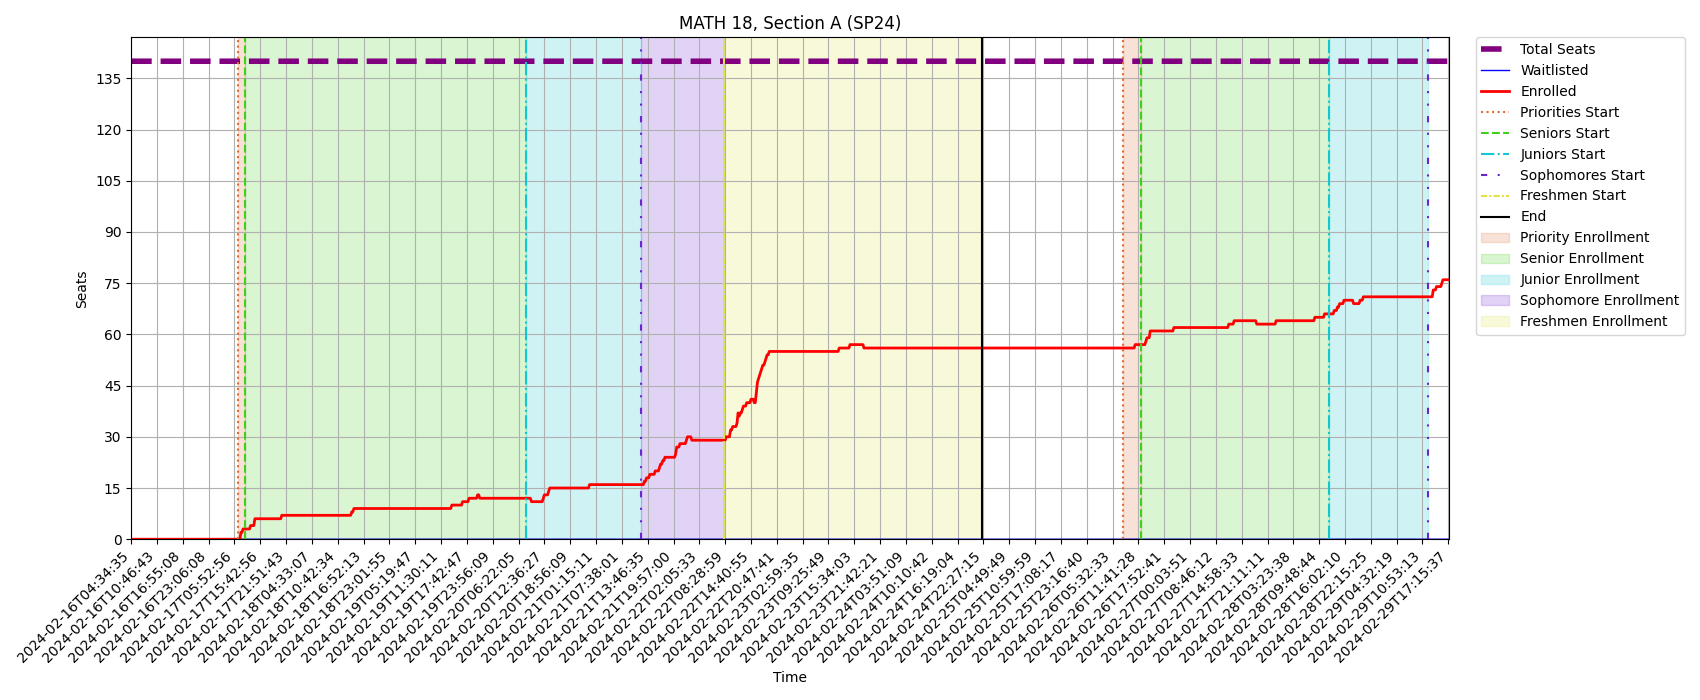 MATH 18, Section A (SP24)
Seats
135
120
105
90
75
60
45
30
15
0
2024-02-16T04:34:35
2024-02-16T10:46:43
2024-02-16T16:55:08
2024-02-16T23:06:08
2024-02-17T05:52:56
2024-02-17T15:42:56
2024-02-17T21:51:43
2024-02-18T04:33:07
2024-02-18T10:42:34
2024-02-18T16:52:13
2024-02-18T23:01:55
2024-02-19T05:19:47
2024-02-19T11:30:11
2024-02-19T17:42:47
2024-02-19T23:56:09
2024-02-20T06:22:05
2024-02-20T12:36:27
2024-02-20T18:56:09
2024-02-21T01:15:11
2024-02-21T07:38:01
2024-02-21T13:46:35
2024-02-21T19:57:00
2024-02-22T02:05:33
2024-02-22T08:28:59
2024-02-22T14:40:55
2024-02-22T20:47:41
2024-02-23T02:59:35
2024-02-23T09:25:49
2024-02-23T15:34:03
2024-02-23T21:42:21
2024-02-24T03:51:09
2024-02-24T10:10:42
2024-02-24T16:19:04
2024-02-24T22:27:15
2024-02-25T04:49:49
2024-02-25T10:59:59
2024-02-25T17:08:17
2024-02-25T23:16:40
2024-02-26T05:32:33
2024-02-26T11:41:28
2024-02-26T17:52:41
2024-02-27T00:03:51
2024-02-27T08:46:12
2024-02-27T14:58:33
2024-02-27T21:11:11
2024-02-28T03:23:38
2024-02-28T09:48:44
2024-02-28T16:02:10
2024-02-28T22:15:25
2024-02-29T04:32:19
2024-02-29T10:53:13
2024-02-29T17:15:37
Time
Total Seats
Waitlisted
Enrolled
Priorities Start
Seniors Start
Juniors Start
Sophomores Start
Freshmen Start
End
Priority Enrollment
Senior Enrollment
Junior Enrollment
Sophomore Enrollment
Freshmen Enrollment